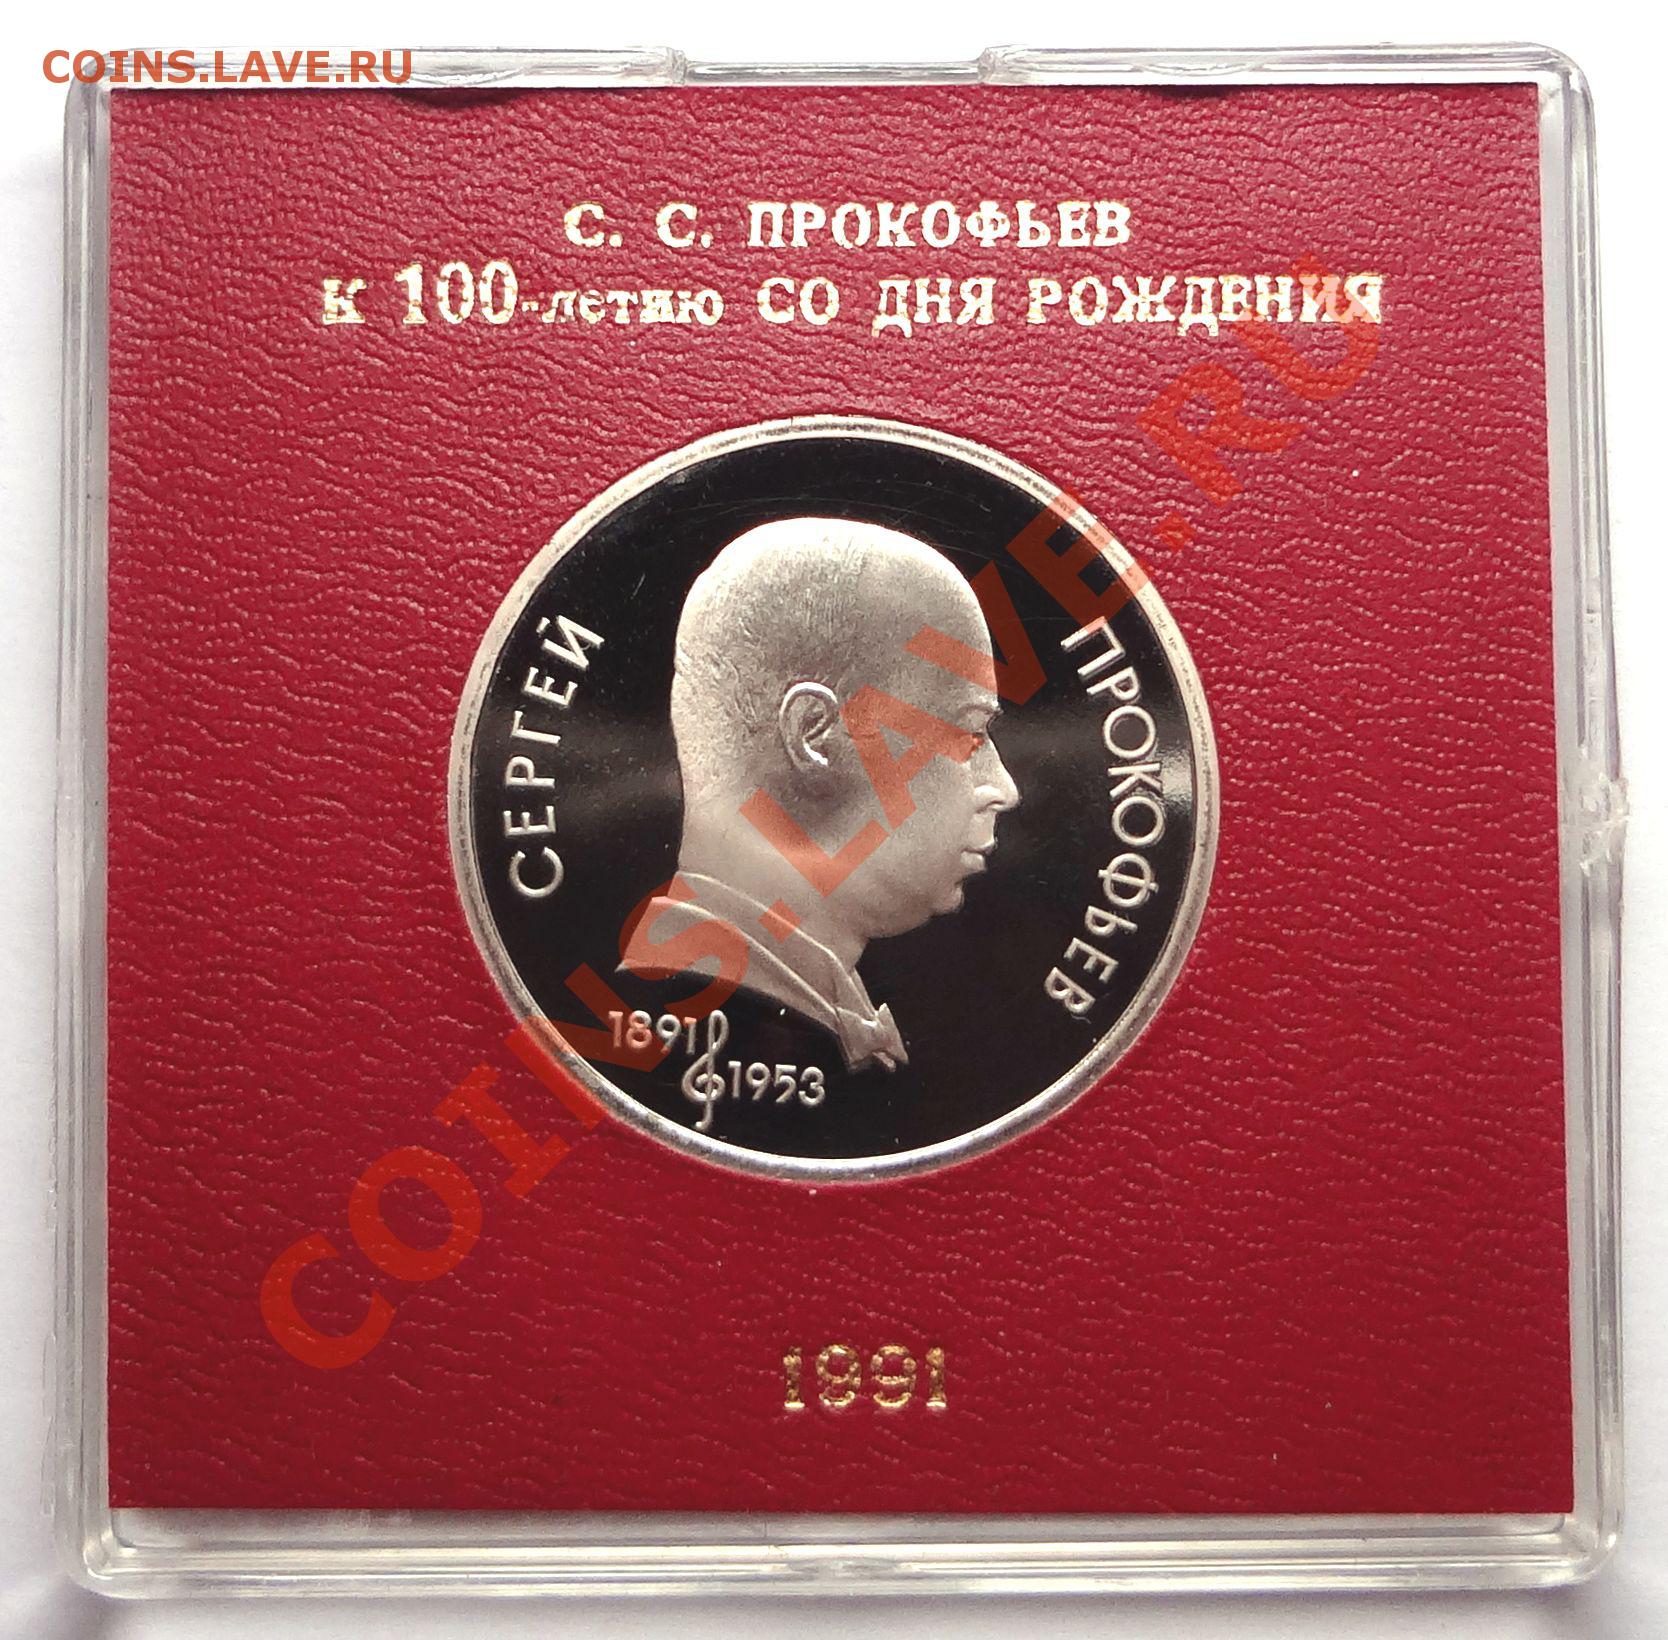 COINS.LAVE.RU
С. С. ПРОКОФЬЕВ
К 100-летию СО ДНЯ РОЖДЕНИЯ
СЕРГЕЙ
ПРОКОФЬЕВ
1891
1953
1991
COINS.LAVE.RU